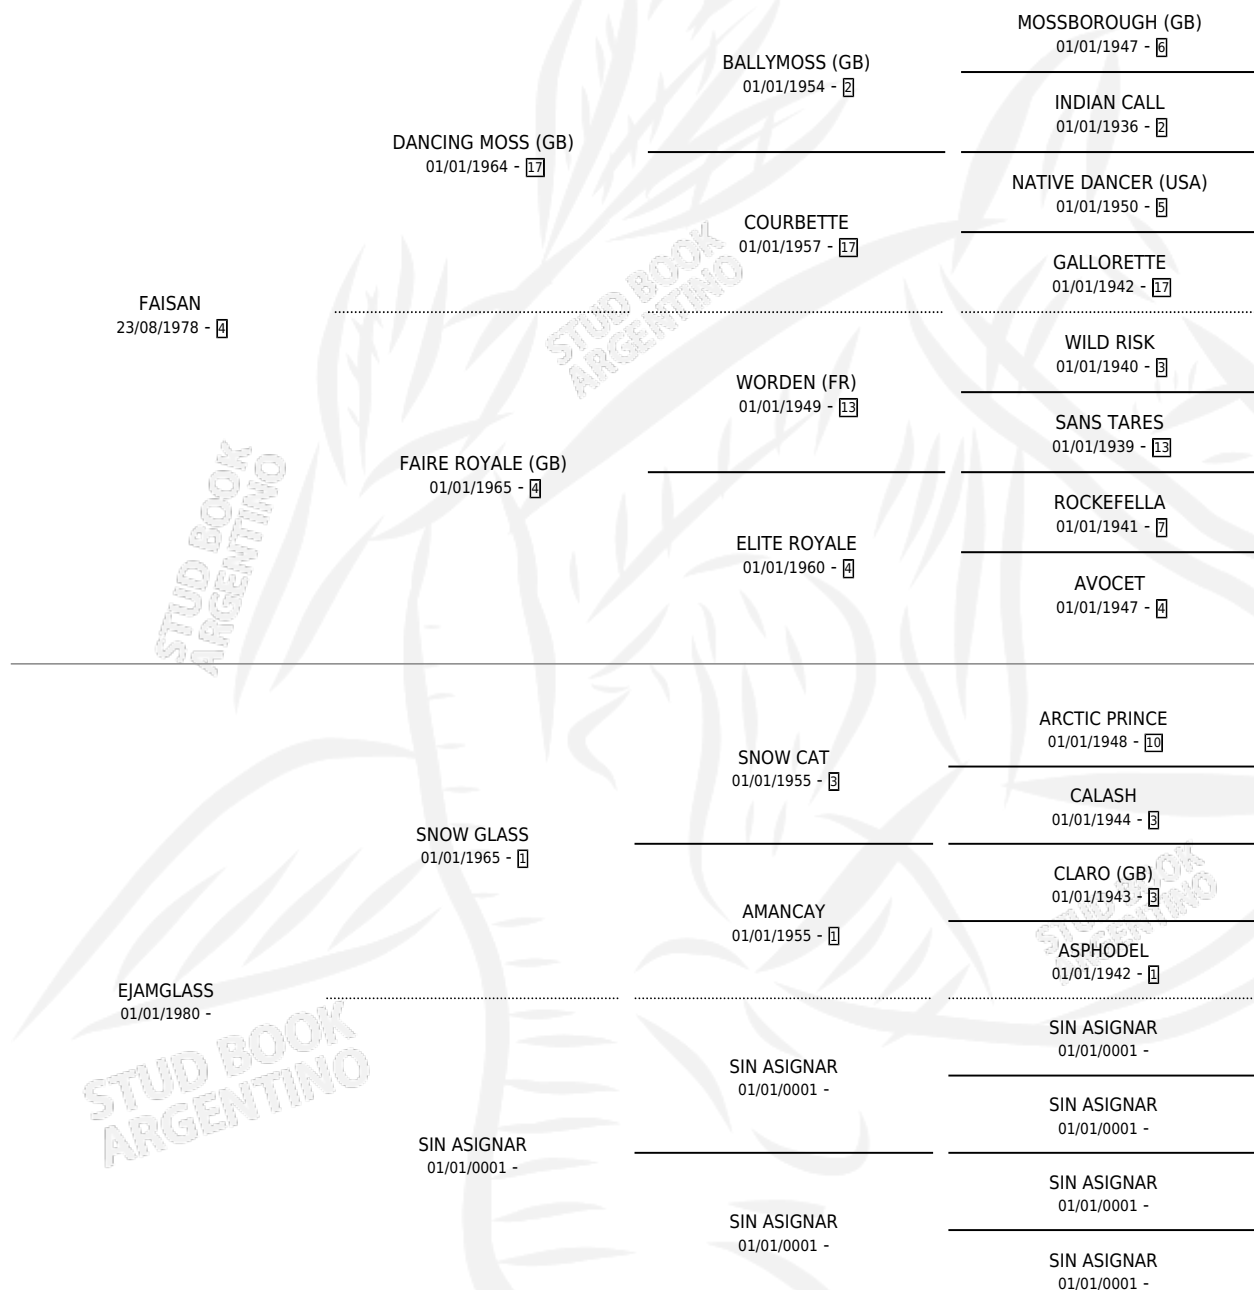 MOSSBOROUGH (GB)
01/01/1947 - 6
BALLYMOSS (GB)
01/01/1954 - 2
INDIAN CALL
01/01/1936 - 2
DANCING MOSS (GB)
01/01/1964 - 17
NATIVE DANCER (USA)
01/01/1950 - 5
COURBETTE
01/01/1957 - 17
GALLORETTE
01/01/1942 - 17
FAISAN
23/08/1978 - 4
WILD RISK
01/01/1940 - 3
WORDEN (FR)
01/01/1949 - 13
SANS TARES
01/01/1939 - 13
FAIRE ROYALE (GB)
01/01/1965 - 4
ROCKEFELLA
01/01/1941 - 7
ELITE ROYALE
01/01/1960 - 4
AVOCET
01/01/1947 - 4
ARCTIC PRINCE
01/01/1948 - 10
SNOW CAT
01/01/1955 - 3
CALASH
01/01/1944 - 3
SNOW GLASS
01/01/1965 - 1
CLARO (GB)
01/01/1943 - 3
AMANCAY
01/01/1955 - 1
ASPHODEL
01/01/1942 - 1
EJAMGLASS
01/01/1980 -
SIN ASIGNAR
01/01/0001 -
SIN ASIGNAR
01/01/0001 -
SIN ASIGNAR
01/01/0001 -
SIN ASIGNAR
01/01/0001 -
SIN ASIGNAR
01/01/0001 -
SIN ASIGNAR
01/01/0001 -
SIN ASIGNAR
01/01/0001 -
STUD BOOK
ARGENTINO
STUD BOOK
ARGENTINO
STUD BOOK
ARGENTINO
STUD BOOK
ARGENTINO